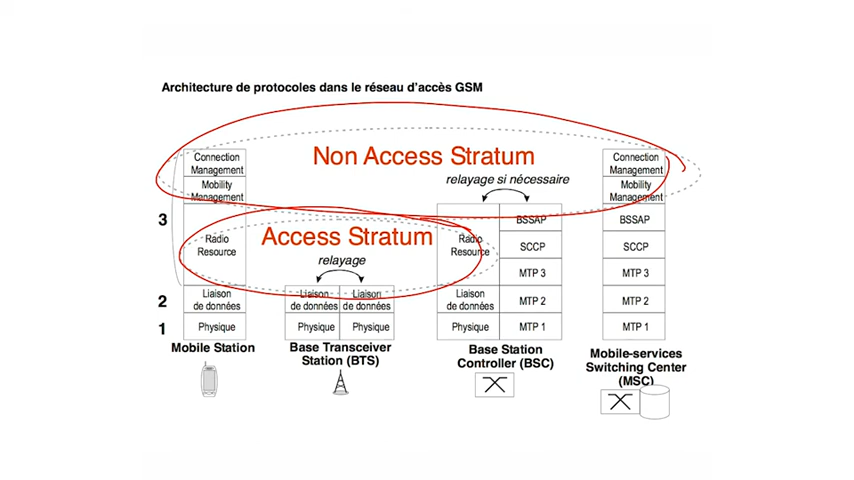 Architecture de protocoles dans le réseau d'accès GSM
Non Access Stratum
relayage si nécessaire
Connection
Management
Mobility
Management
Connection
Management
Mobility
Management
3
Radio
Resource
Access Stratum
relayage
Radio
Resource
BSSAP
SCCP
MTP 3
BSSAP
SCCP
MTP 3
2
Liaison
de données
Liaison
de données
Liaison
de données
Liaison
de données
MTP 2
MTP 2
1
Physique
Physique
Physique
Physique
MTP 1
MTP 1
Mobile Station
Base Transceiver
Station (BTS)
Base Station
Controller (BSC)
Mobile-services
Switching Center
(MSC)